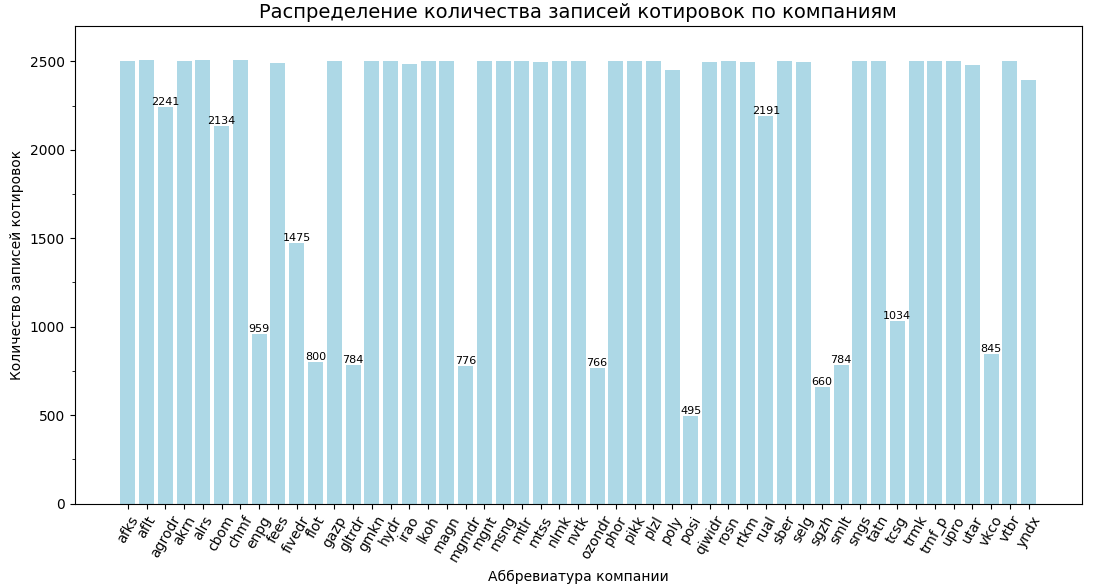 Распределение количества записей котировок по компаниям
Количество записей котировок
2500
2000
1500
1000
500
0
2241
2134
959
1475
800
784
776
766
495
2191
660
784
1034
845
afks
aflt
agrodr
akrn
alrs
cbom
chmf
enpg
fees
fivedr
flot
gazp
gltrdr
gmkn
hydr
irao
lkoh
magn
mgmdr
mgnt
msng
mtlr
mtss
nlmk
nvtk
ozondr
phor
pikk
plzl
poly
posi
qiwidr
rosn
rtkm
rual
sber
selg
sgzh
smlt
sngs
tatn
tcsg
trmk
trnf_p
upro
utar
vkco
vtbr
yndx
Аббревиатура компании